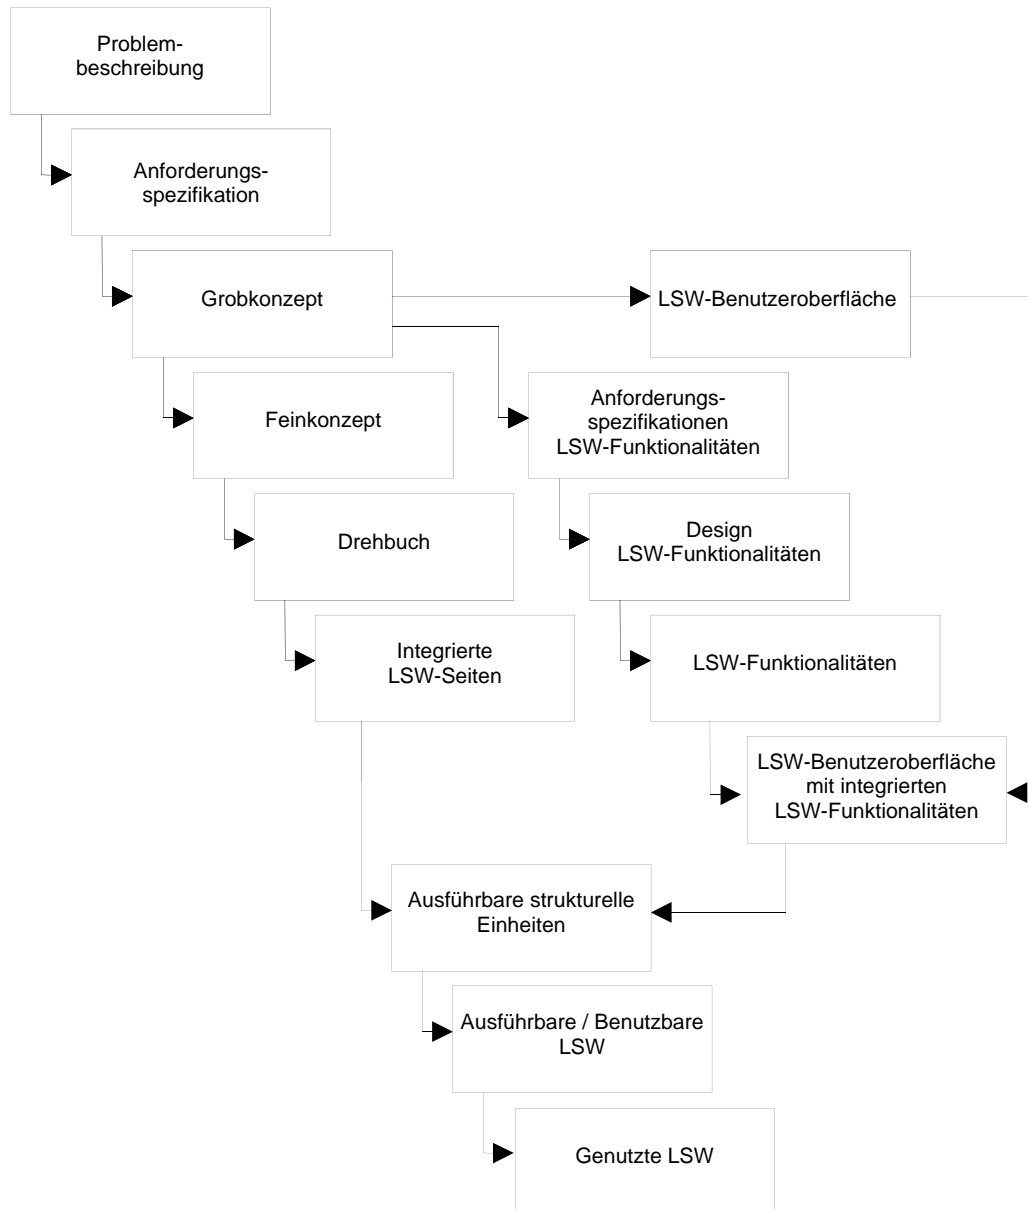 Problem-
beschreibung
Anforderungs-
spezifikation
Grobkonzept
LSW-Benutzeroberfläche
Feinkonzept
Anforderungs-
spezifikationen
LSW-Funktionalitäten
Drehbuch
Design
LSW-Funktionalitäten
Integrierte
LSW-Seiten
LSW-Funktionalitäten
LSW-Benutzeroberfläche
mit integrierten
LSW-Funktionalitäten
Ausführbare strukturelle
Einheiten
Ausführbare / Benutzbare
LSW
Genutzte LSW